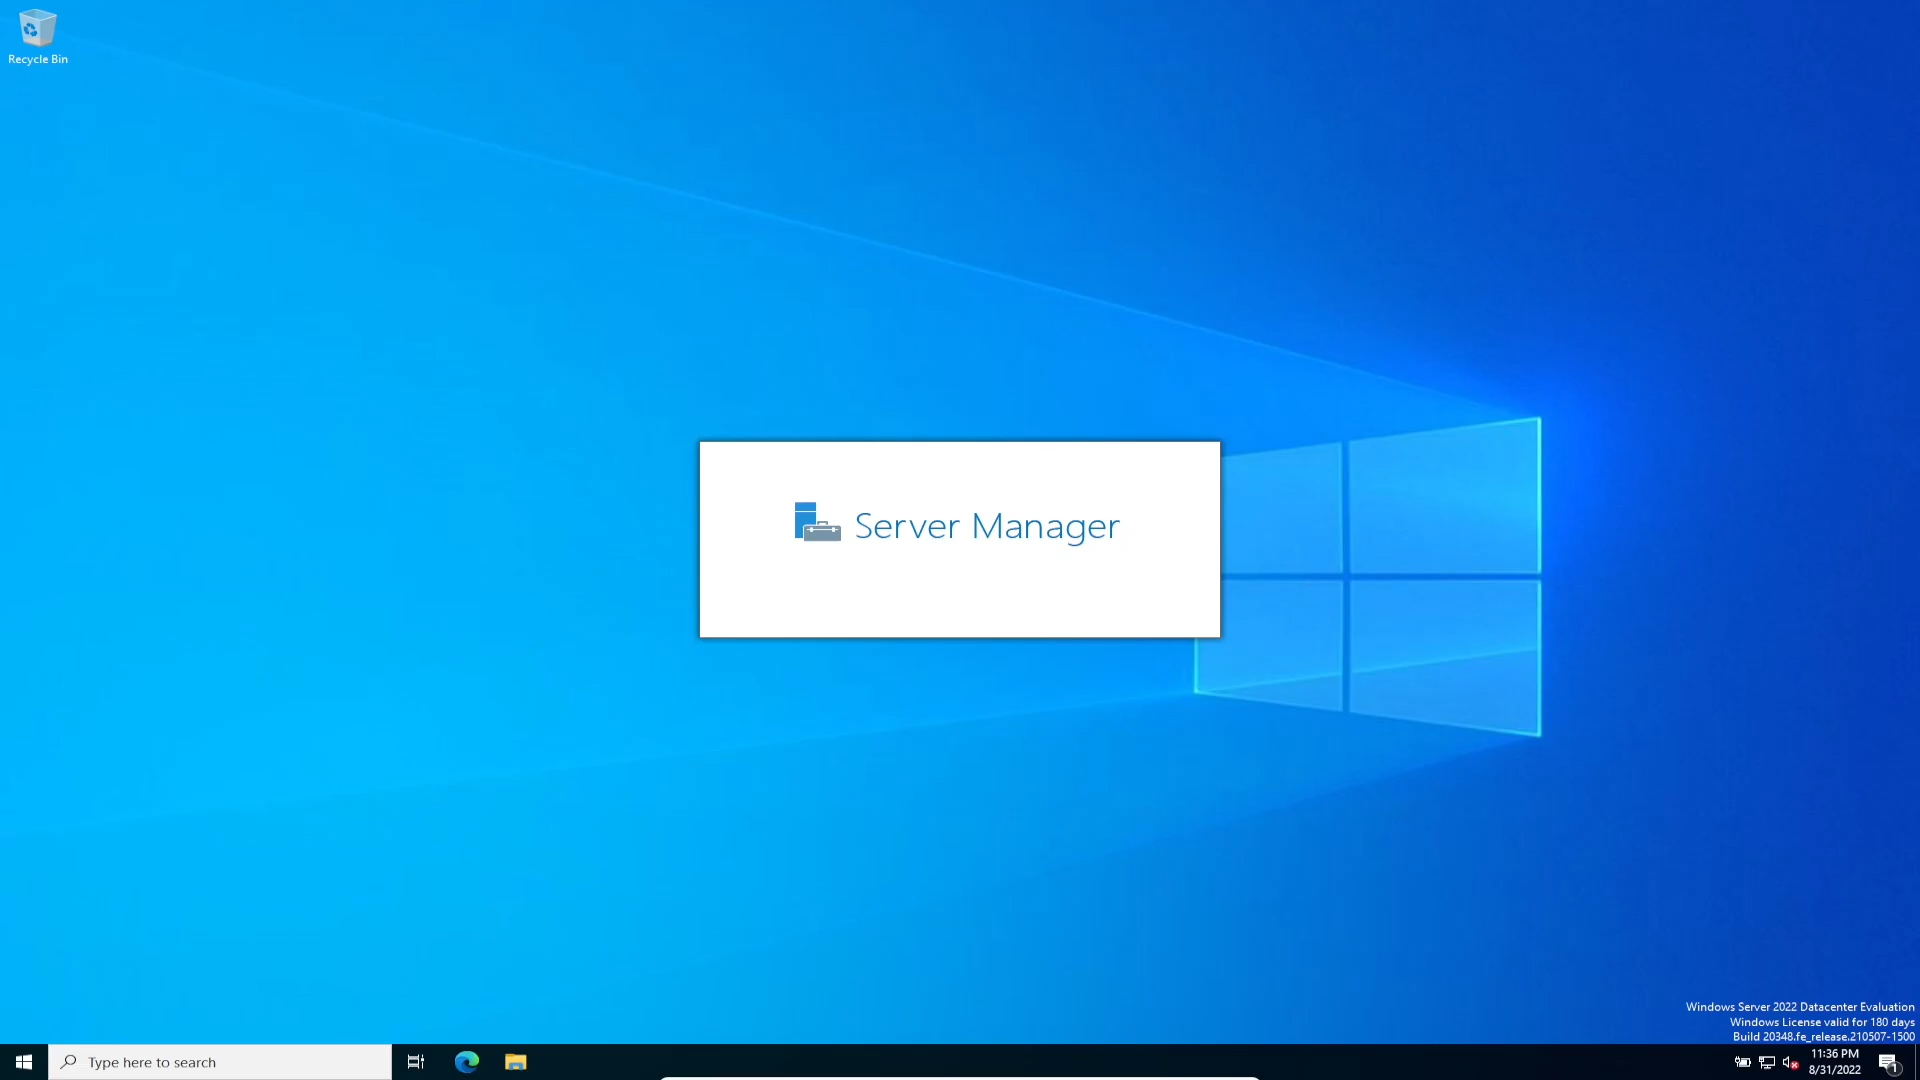 Recycle Bin
Server Manager
Windows Server 2022 Datacenter Evaluation
Windows License valid for 180 days
Build 20348.fe_release.210507-1500
Type here to search
11:36 PM
8/31/2022
1